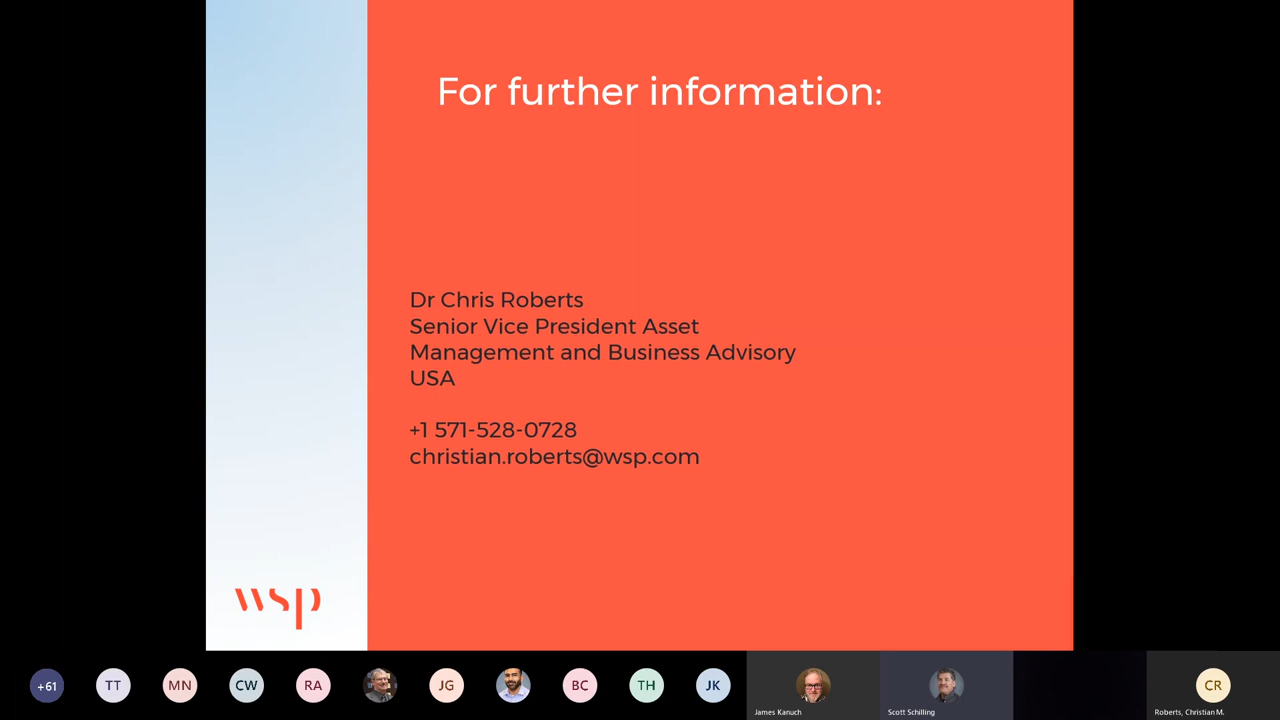 For further information:
Dr Chris Roberts
Senior Vice President Asset
Management and Business Advisory
USA
+1 571-528-0728
christian.roberts@wsp.com
wsp
+61
TT
MN
CW
RA
JG
BC
TH
JK
James Kanuch
Scott Schilling
CR
Roberts, Christian M.